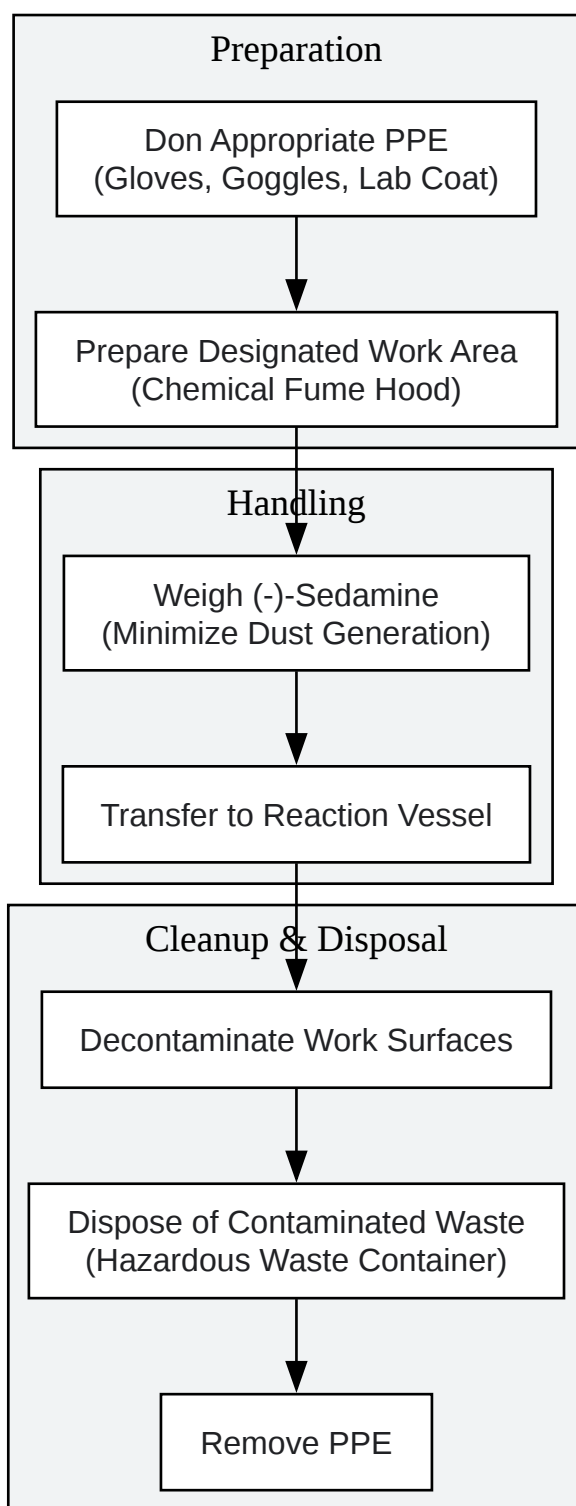 Preparation
Don Appropriate PPE
(Gloves, Goggles, Lab Coat)
Prepare Designated Work Area
(Chemical Fume Hood)
Handling
Weigh (-)-Sedamine
(Minimize Dust Generation)
Transfer to Reaction Vessel
Cleanup & Disposal
Decontaminate Work Surfaces
Dispose of Contaminated Waste
(Hazardous Waste Container)
Remove PPE